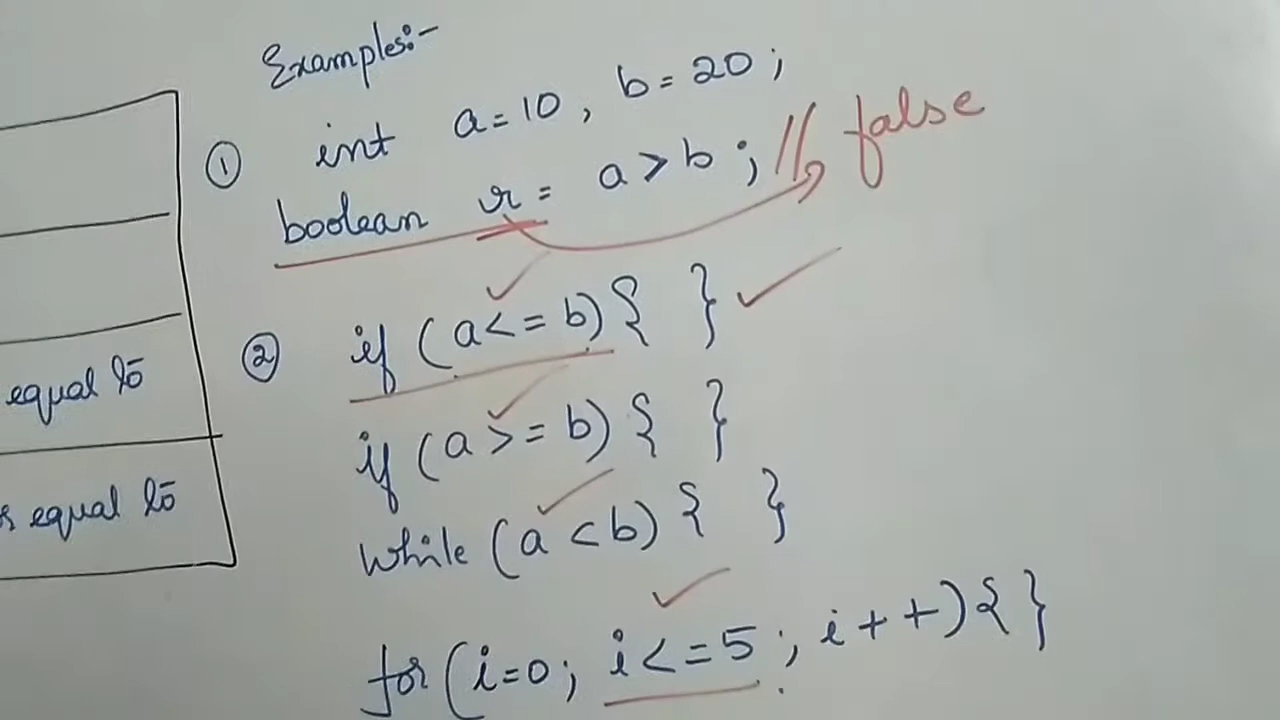 Examples:-
① int a=10, b=20;
boolean r= a>b; // false
② if (a<=b){ }
if (a>=b){ }
while (a<b){ }
for(i=0; i<=5; i++){}
equal to
equal to